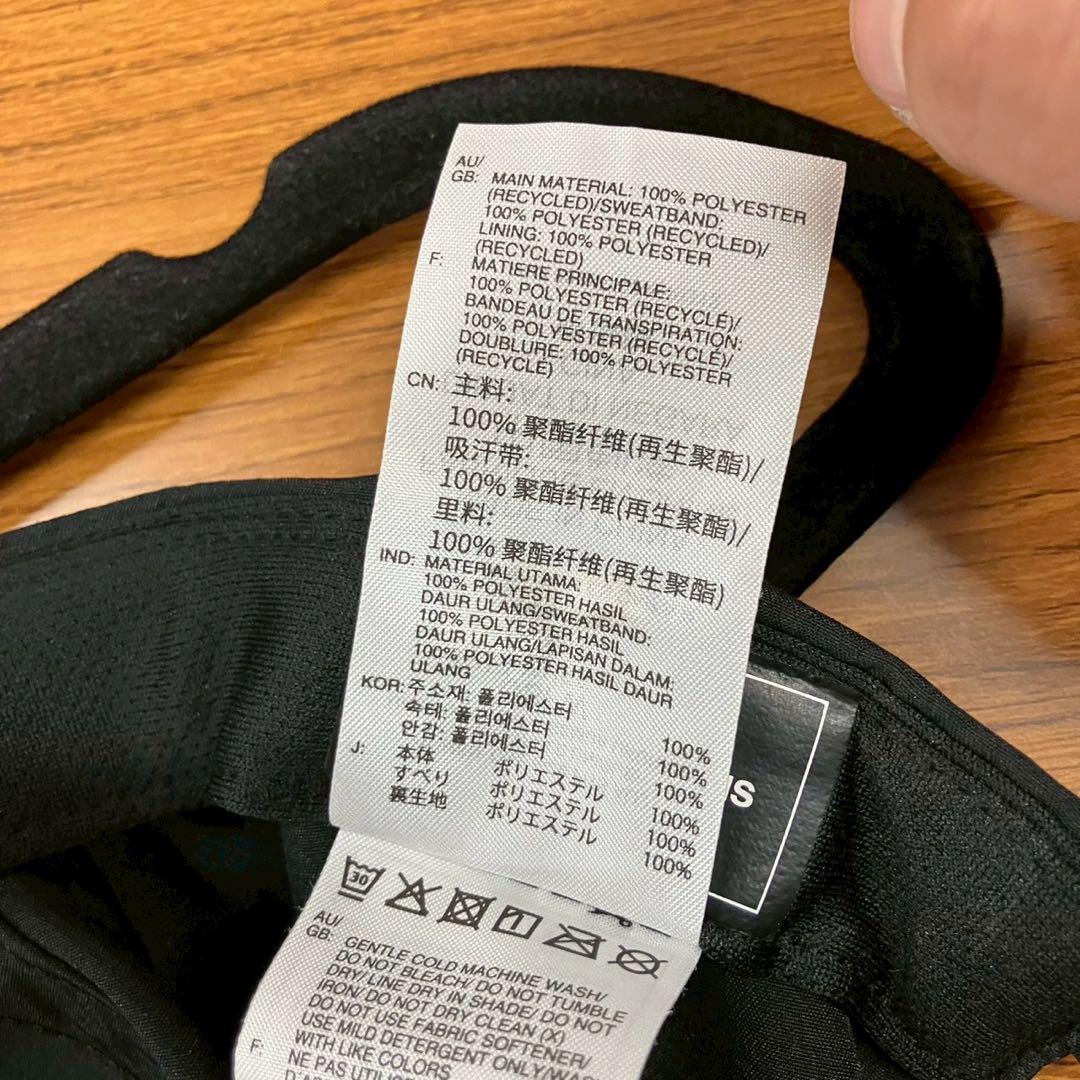 AU/
GB: MAIN MATERIAL: 100% POLYESTER
(RECYCLED)/SWEATBAND:
100% POLYESTER (RECYCLED)/
LINING: 100% POLYESTER
(RECYCLED)
F: MATIERE PRINCIPALE:
100% POLYESTER (RECYCLÉ)/
BANDEAU DE TRANSPIRATION:
100% POLYESTER (RECYCLÉ)/
DOUBLURE: 100% POLYESTER
(RECYCLE)
CN: 主料:
100% 聚酯纤维(再生聚酯)/
吸汗带:
100% 聚酯纤维(再生聚酯)/
里料:
100% 聚酯纤维(再生聚酯)
IND: MATERIAL UTAMA:
100% POLYESTER HASIL
DAUR ULANG/SWEATBAND:
100% POLYESTER HASIL
DAUR ULANG/LAPISAN DALAM:
100% POLYESTER HASIL DAUR
ULANG
KOR: 주소재: 폴리에스터 100%
속테: 폴리에스터 100%
안감: 폴리에스터 100%
J: 本体 ポリエステル 100%
すべり ポリエステル 100%
裏生地 ポリエステル 100%
30
AU/
GB: GENTLE COLD MACHINE WASH/
DO NOT BLEACH/ DO NOT TUMBLE
DRY/ LINE DRY IN SHADE/ DO NOT
IRON/ DO NOT DRY CLEAN (X)
DO NOT USE FABRIC SOFTENER/
USE MILD DETERGENT ONLY/
WITH LIKE COLORS
F: NE PAS